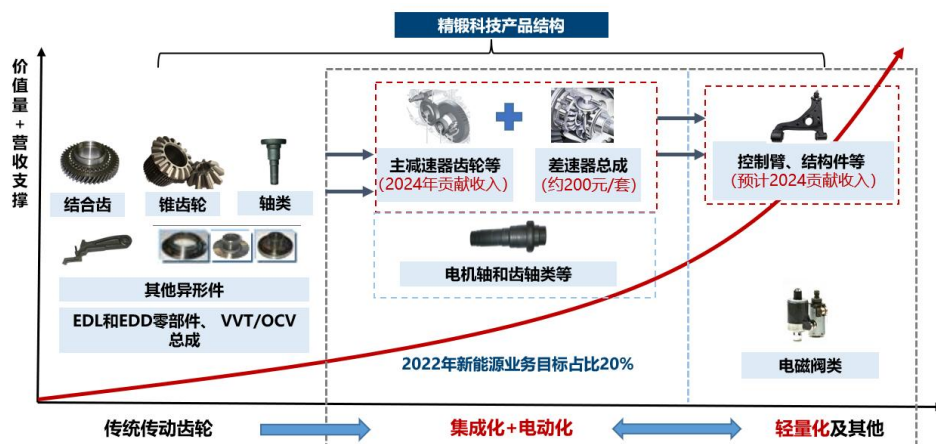 精锻科技产品结构
价值量+营收支撑
结合齿
锥齿轮
轴类
其他异形件
EDL和EDD零部件、 VVT/OCV
总成
主减速器齿轮等
(2024年贡献收入)
差速器总成
(约200元/套)
电机轴和齿轴类等
2022年新能源业务目标占比20%
控制臂、结构件等
(预计2024贡献收入)
电磁阀类
传统传动齿轮
集成化+电动化
轻量化及其他